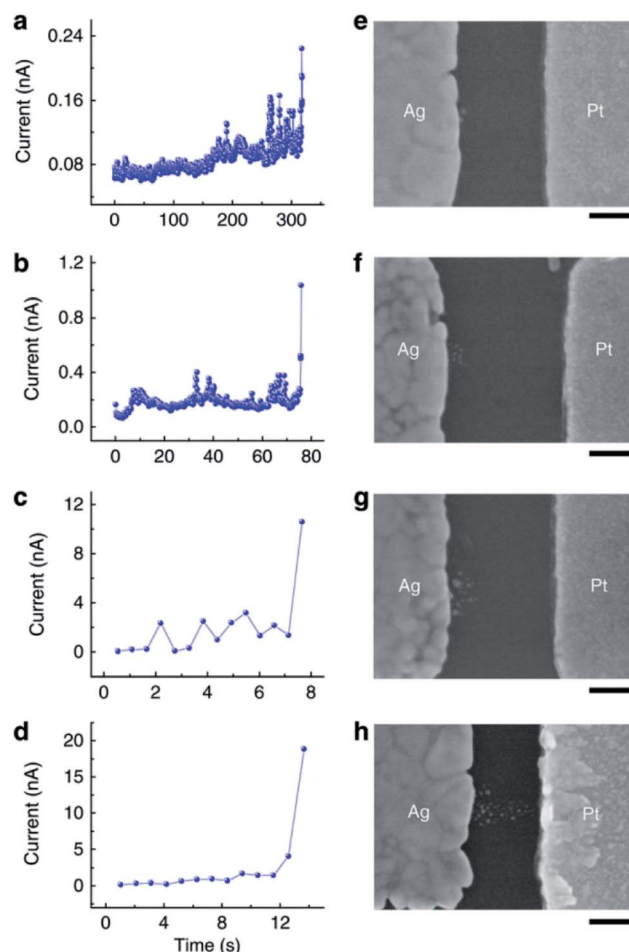 a
0.24
0.16
0.08
Current (nA)
0 100 200 300
e
Ag
Pt
b
1.2
0.8
0.4
0.0
Current (nA)
0 20 40 60 80
f
Ag
Pt
c
12
8
4
0
Current (nA)
0 2 4 6 8
g
Ag
Pt
d
20
15
10
5
0
Current (nA)
0 4 8 12
Time (s)
h
Ag
Pt